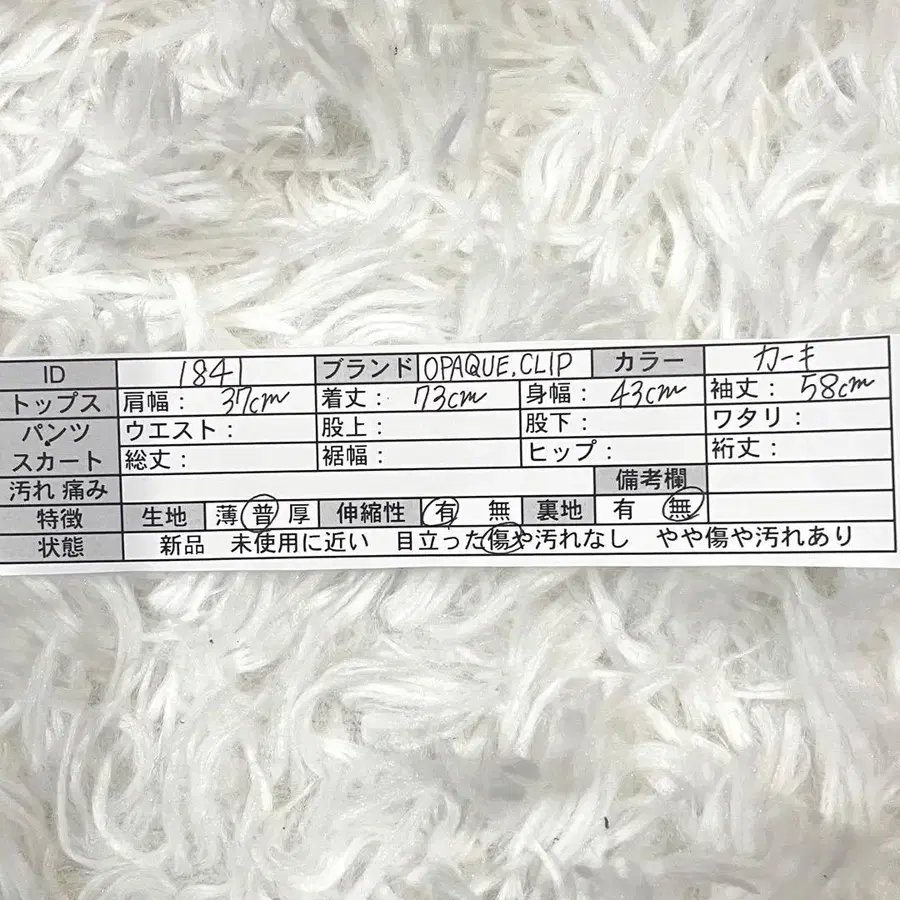 ID 1841 ブランド OPAQUE.CLIP カラー カーキ
トップス 肩幅： 37cm 着丈： 73cm 身幅： 43cm 袖丈： 58cm
パンツ ウエスト： 股上： 股下： ワタリ：
・
スカート 総丈： 裾幅： ヒップ： 裄丈：
汚れ 痛み 備考欄
特徴 生地 薄 普 厚 伸縮性 有 無 裏地 有 無
状態 新品 未使用に近い 目立った傷や汚れなし やや傷や汚れあり